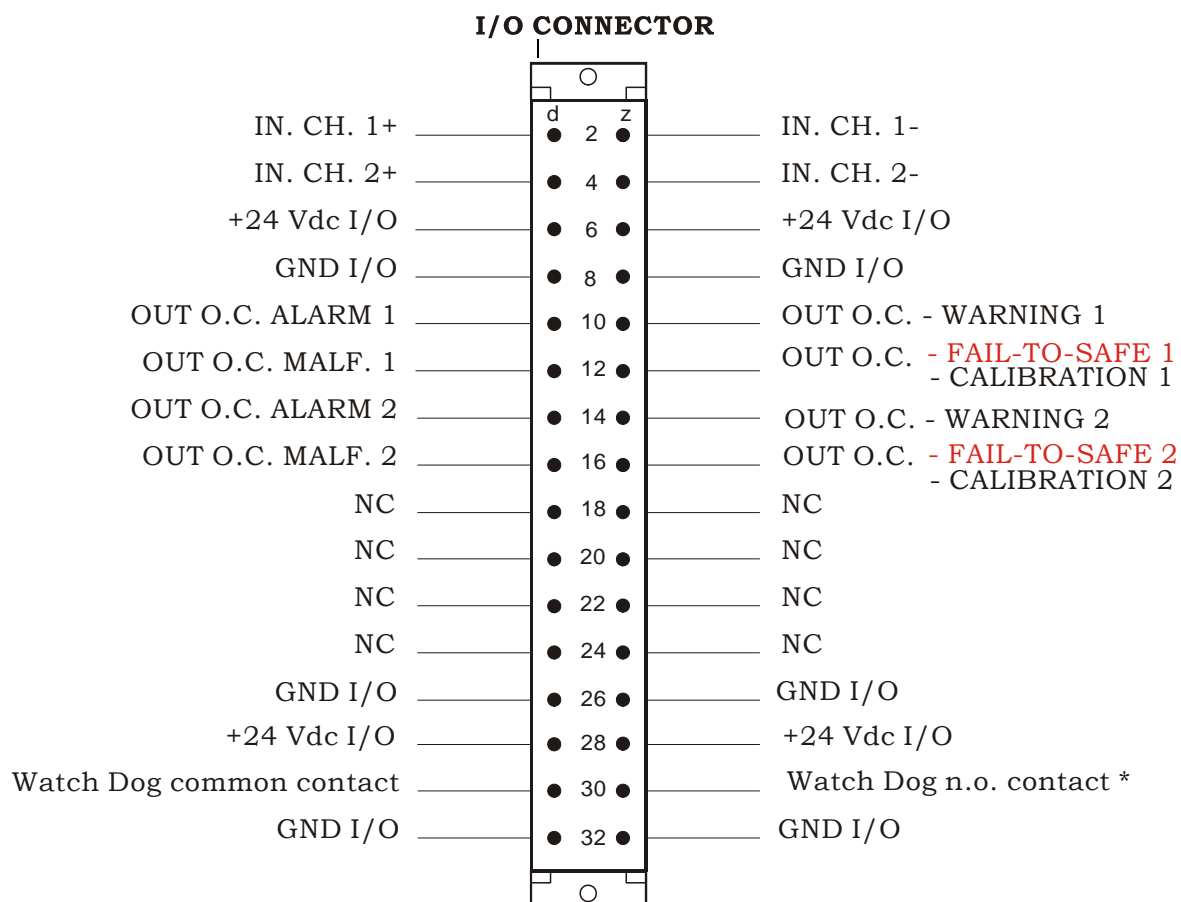 I/O CONNECTOR
d z
IN. CH. 1+ 2 IN. CH. 1-
IN. CH. 2+ 4 IN. CH. 2-
+24 Vdc I/O 6 +24 Vdc I/O
GND I/O 8 GND I/O
OUT O.C. ALARM 1 10 OUT O.C. - WARNING 1
OUT O.C. MALF. 1 12 OUT O.C. - FAIL-TO-SAFE 1
- CALIBRATION 1
OUT O.C. ALARM 2 14 OUT O.C. - WARNING 2
OUT O.C. MALF. 2 16 OUT O.C. - FAIL-TO-SAFE 2
- CALIBRATION 2
NC 18 NC
NC 20 NC
NC 22 NC
NC 24 NC
GND I/O 26 GND I/O
+24 Vdc I/O 28 +24 Vdc I/O
Watch Dog common contact 30 Watch Dog n.o. contact *
GND I/O 32 GND I/O